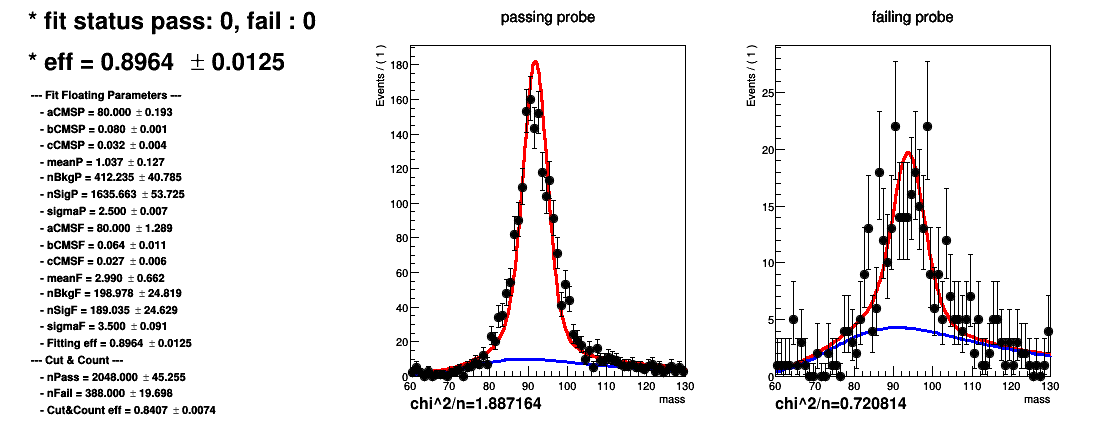 * fit status pass: 0, fail : 0
* eff = 0.8964 ± 0.0125
--- Fit Floating Parameters ---
- aCMSP = 80.000 ± 0.193
- bCMSP = 0.080 ± 0.001
- cCMSP = 0.032 ± 0.004
- meanP = 1.037 ± 0.127
- nBkgP = 412.235 ± 40.785
- nSigP = 1635.663 ± 53.725
- sigmaP = 2.500 ± 0.007
- aCMSF = 80.000 ± 1.289
- bCMSF = 0.064 ± 0.011
- cCMSF = 0.027 ± 0.006
- meanF = 2.990 ± 0.662
- nBkgF = 198.978 ± 24.819
- nSigF = 189.035 ± 24.629
- sigmaF = 3.500 ± 0.091
- Fitting eff = 0.8964 ± 0.0125
--- Cut & Count ---
- nPass = 2048.000 ± 45.255
- nFail = 388.000 ± 19.698
- Cut&Count eff = 0.8407 ± 0.0074
passing probe
Events / ( 1 )
180
160
140
120
100
80
60
40
20
0
60 70 80 90 100 110 120 130
mass
chi^2/n=1.887164
failing probe
Events / ( 1 )
25
20
15
10
5
0
60 70 80 90 100 110 120 130
mass
chi^2/n=0.720814